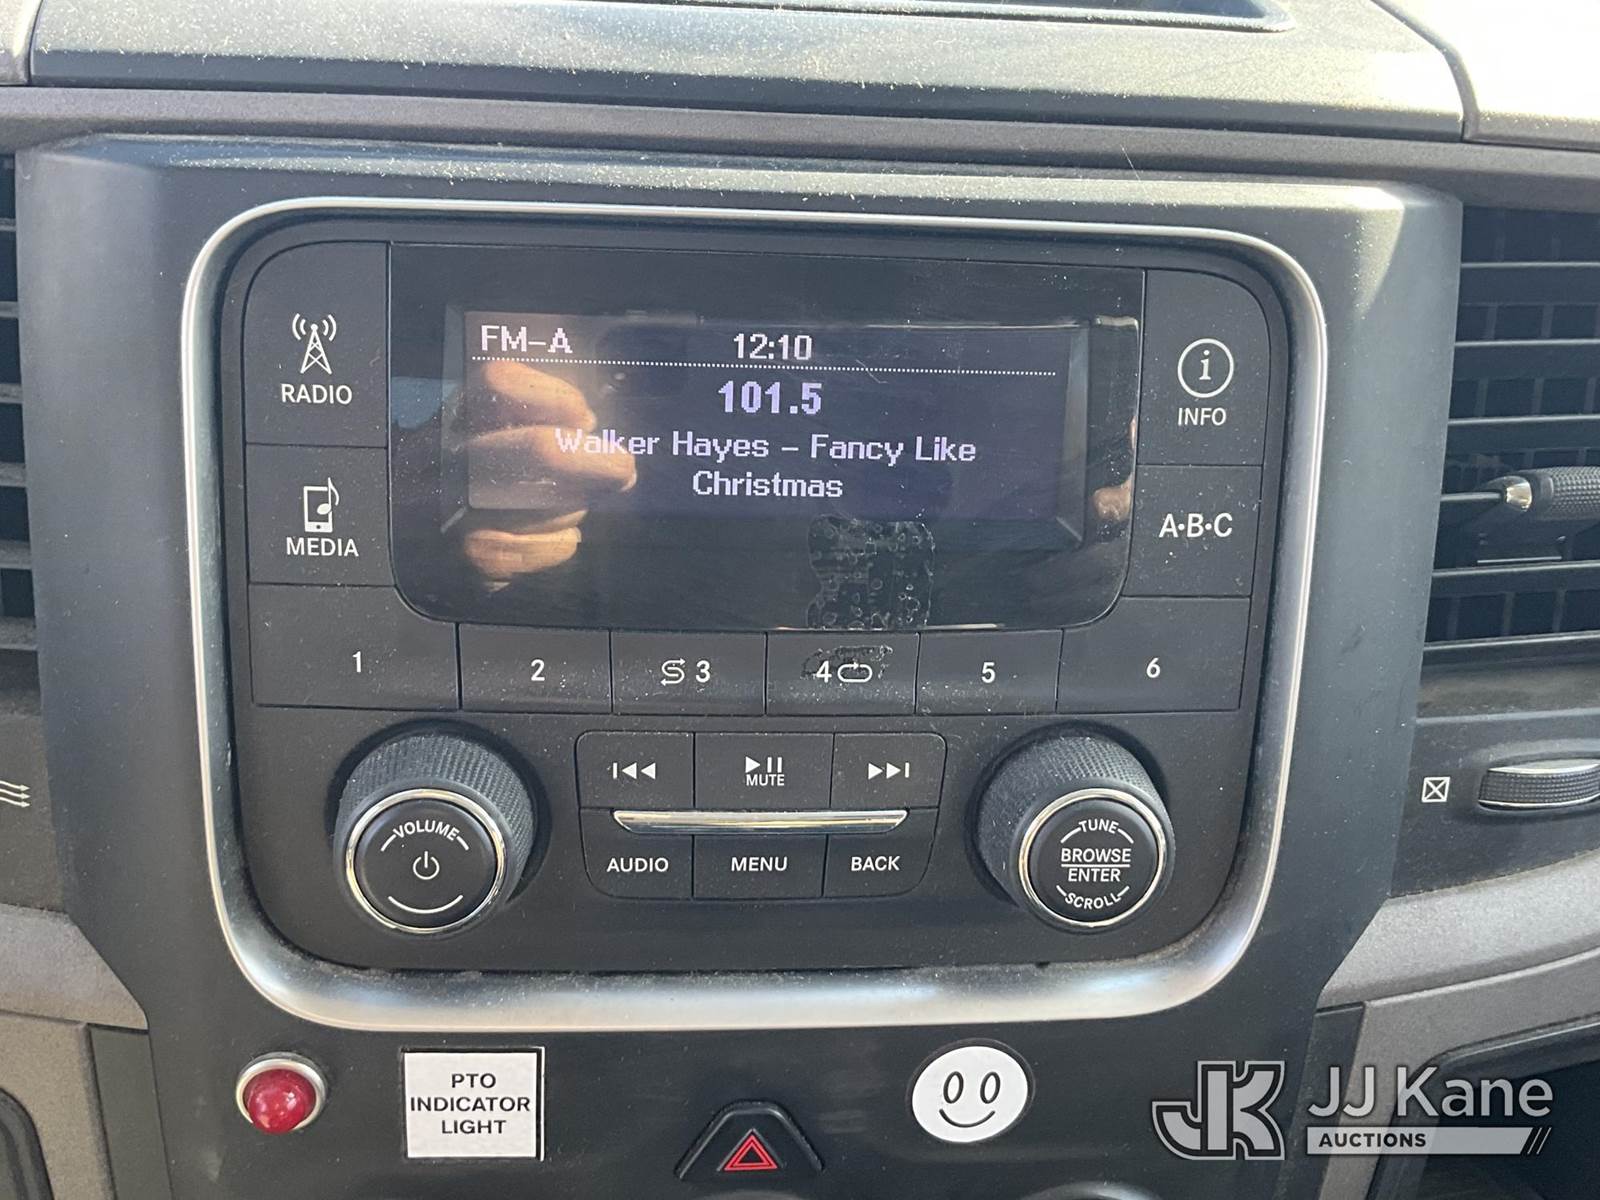 FM-A 12:10
101.5
Walker Hayes - Fancy Like
Christmas
RADIO
INFO
MEDIA
A·B·C
1 2 3 4 5 6
MUTE
VOLUME
AUDIO MENU BACK
TUNE
BROWSE
ENTER
SCROLL
PTO
INDICATOR
LIGHT
JK JJ Kane
AUCTIONS